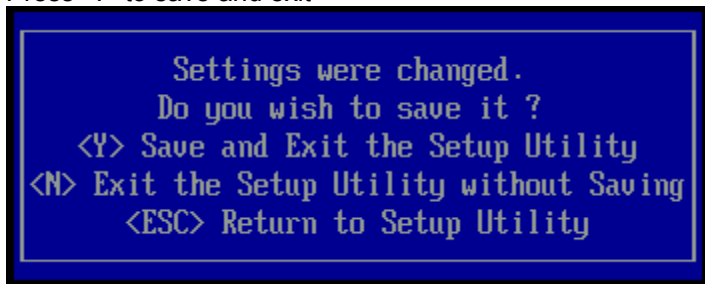 Settings were changed.
Do you wish to save it ?
<Y> Save and Exit the Setup Utility
<N> Exit the Setup Utility without Saving
<ESC> Return to Setup Utility